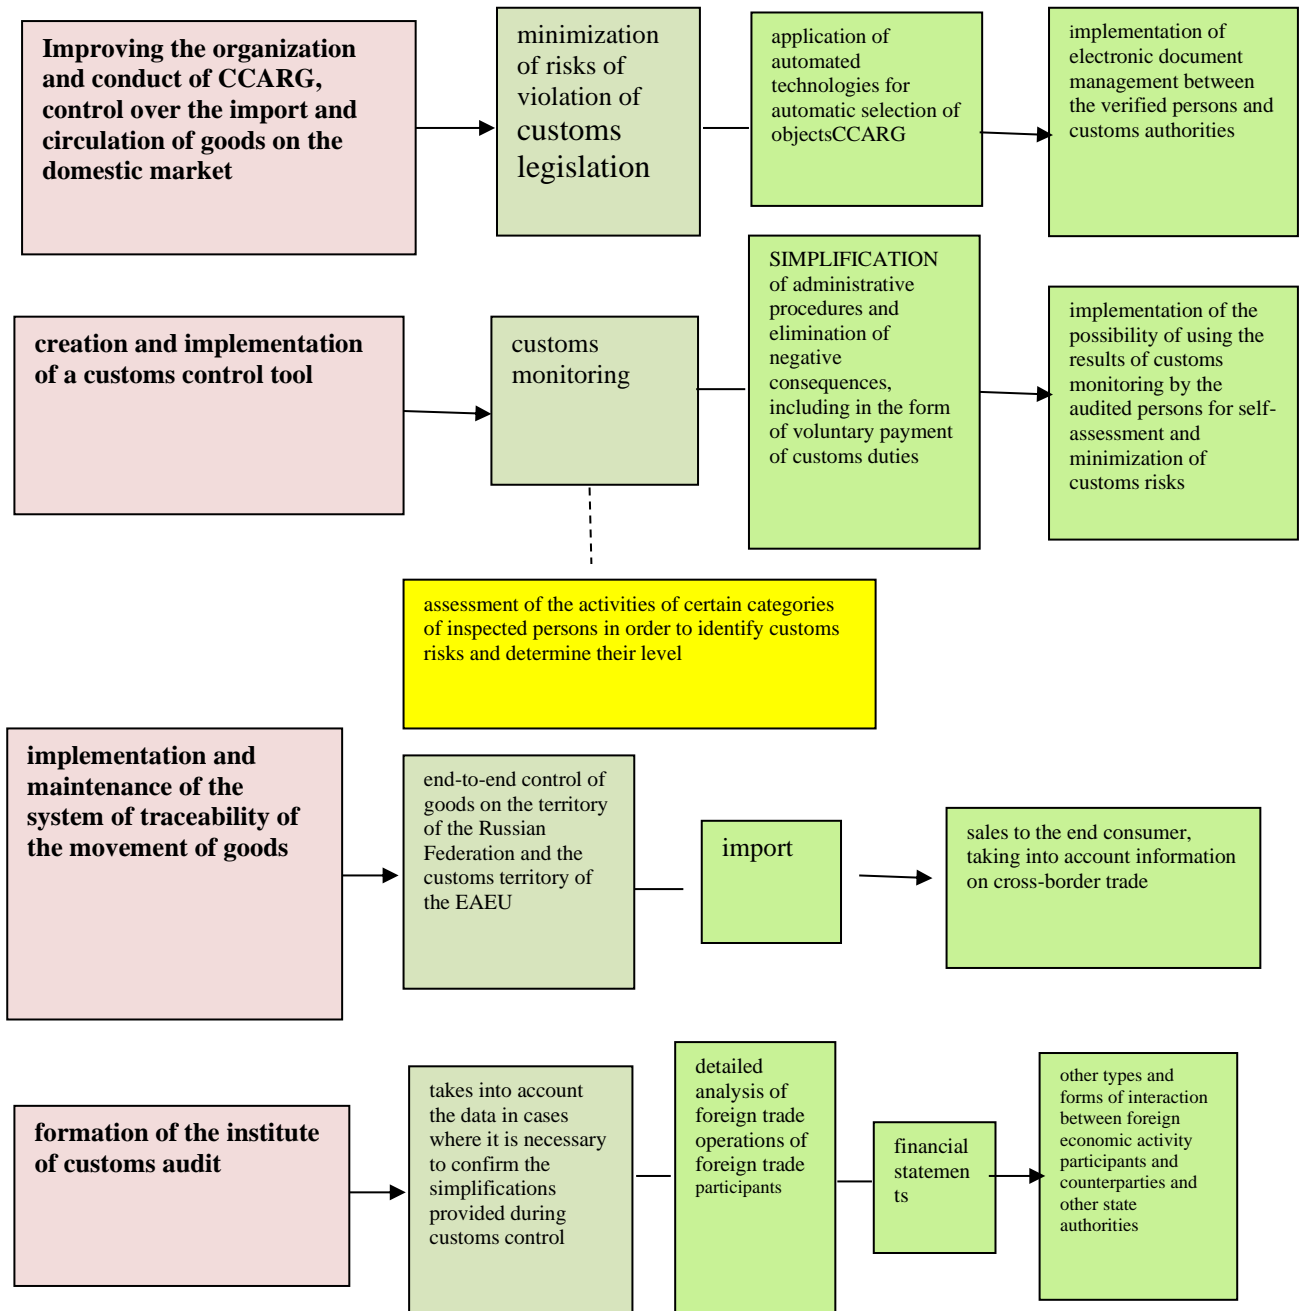 Improving the organization
and conduct of CCARG,
control over the import and
circulation of goods on the
domestic market
minimization
of risks of
violation of
customs
legislation
application of
automated
technologies for
automatic selection of
objectsCCARG
implementation of
electronic document
management between
the verified persons and
customs authorities
creation and implementation
of a customs control tool
customs
monitoring
SIMPLIFICATION
of administrative
procedures and
elimination of
negative
consequences,
including in the form
of voluntary payment
of customs duties
implementation of the
possibility of using the
results of customs
monitoring by the
audited persons for self-
assessment and
minimization of
customs risks
assessment of the activities of certain categories
of inspected persons in order to identify customs
risks and determine their level
implementation and
maintenance of the
system of traceability of
the movement of goods
end-to-end control of
goods on the territory
of the Russian
Federation and the
customs territory of
the EAEU
import
sales to the end consumer,
taking into account information
on cross-border trade
formation of the institute
of customs audit
takes into account
the data in cases
where it is necessary
to confirm the
simplifications
provided during
customs control
detailed
analysis of
foreign trade
operations of
foreign trade
participants
financial
statemen
ts
other types and
forms of interaction
between foreign
economic activity
participants and
counterparties and
other state
authorities